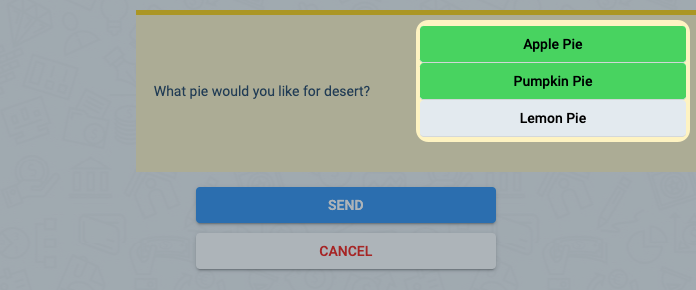 Apple Pie
Pumpkin Pie
What pie would you like for desert?
Lemon Pie
SEND
CANCEL